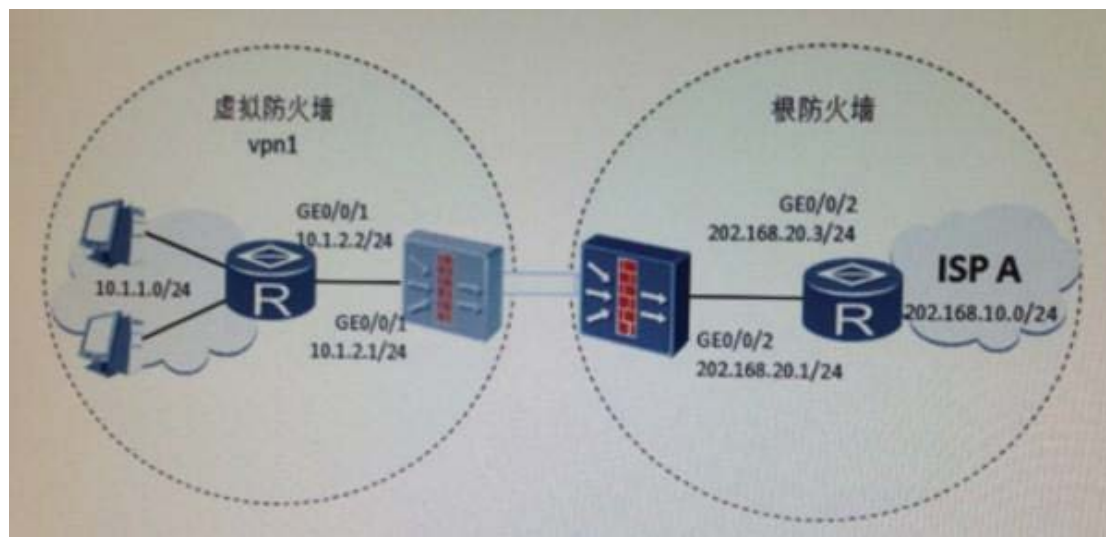 虚拟防火墙
vpn1
GE0/0/1
10.1.2.2/24
10.1.1.0/24
R
GE0/0/1
10.1.2.1/24
根防火墙
GE0/0/2
202.168.20.3/24
ISP A
202.168.10.0/24
R
GE0/0/2
202.168.20.1/24